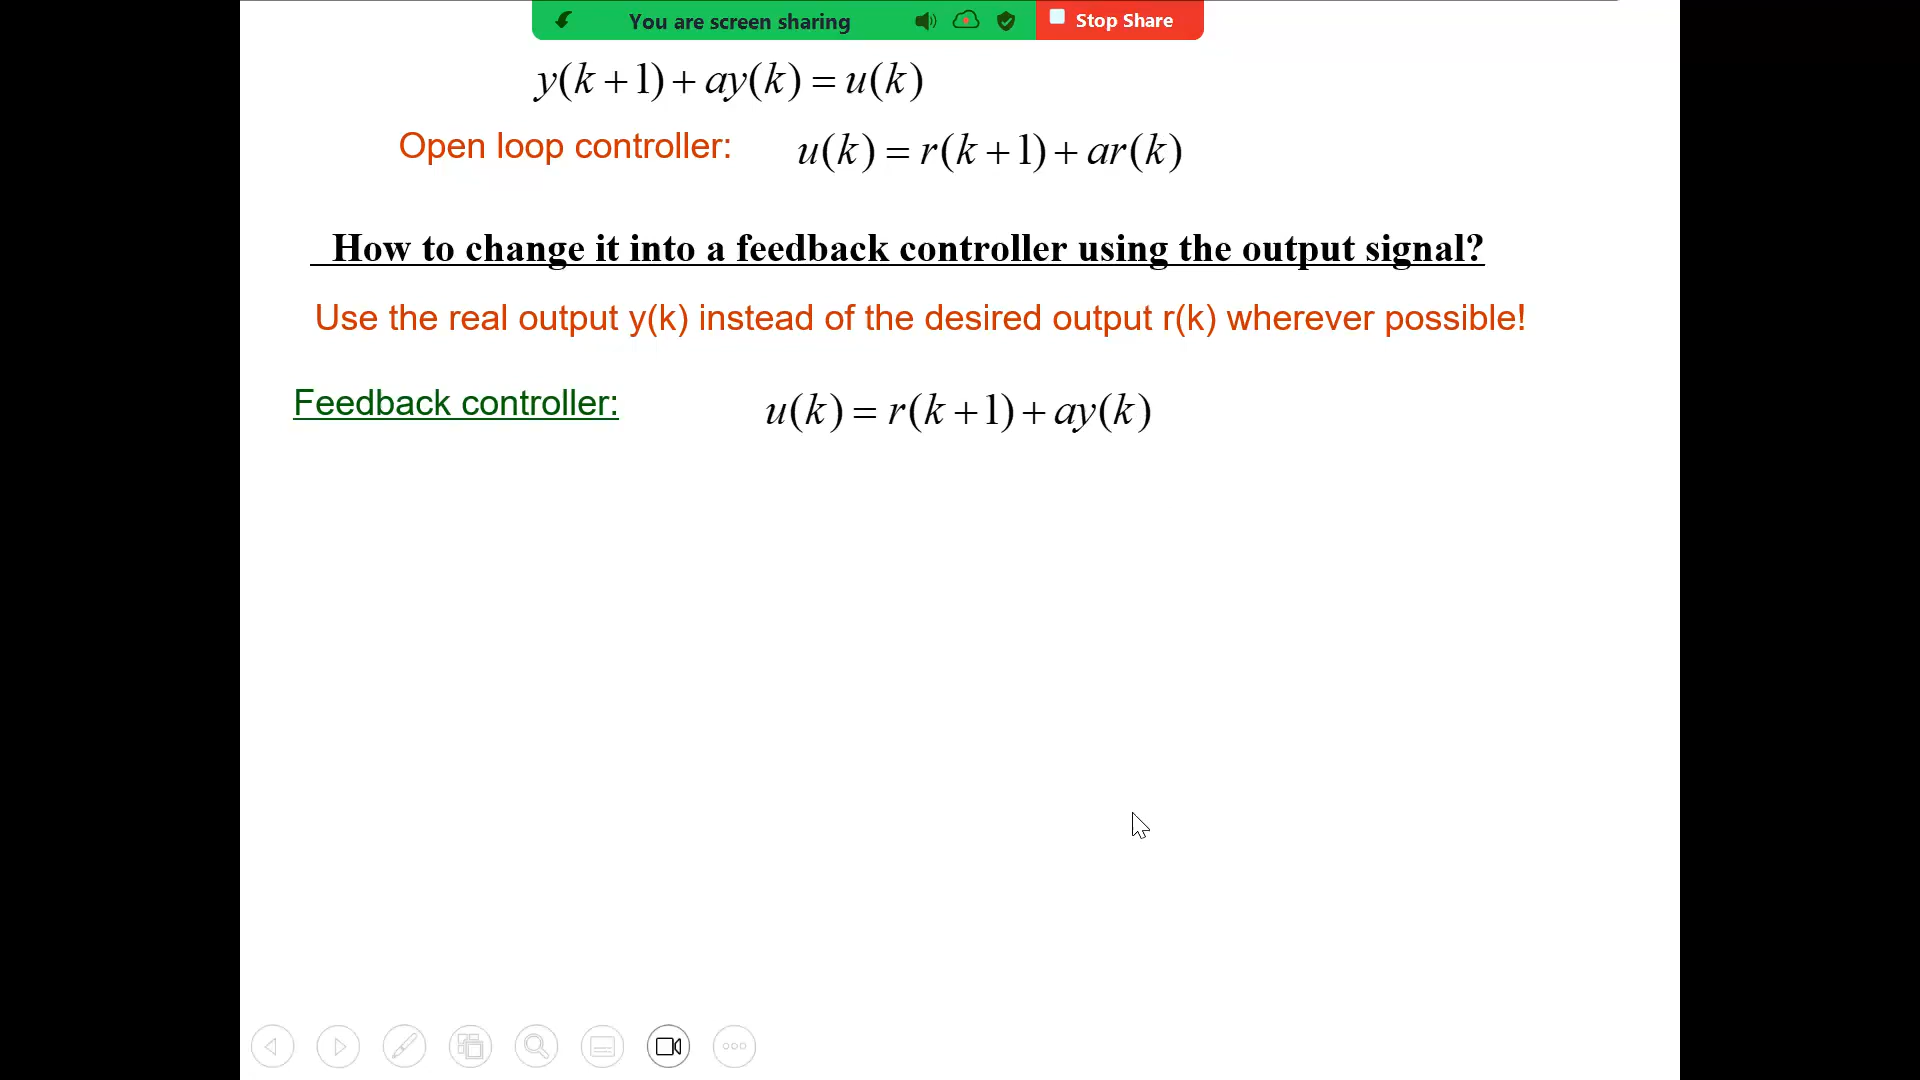 You are screen sharing Stop Share
y(k+1)+ay(k)=u(k)
Open loop controller: u(k)=r(k+1)+ar(k)
How to change it into a feedback controller using the output signal?
Use the real output y(k) instead of the desired output r(k) wherever possible!
Feedback controller: u(k)=r(k+1)+ay(k)